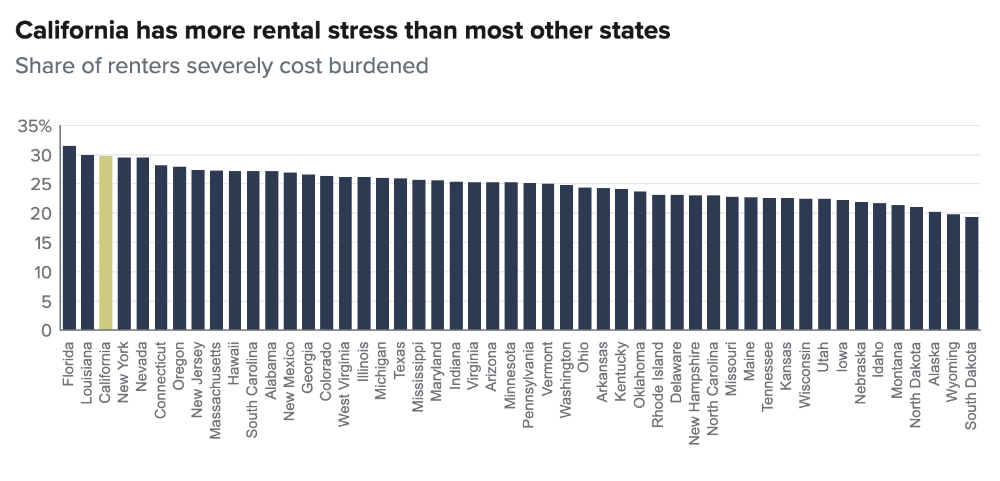 California has more rental stress than most other states
Share of renters severely cost burdened
35%
30
25
20
15
10
5
0
Florida
Louisiana
California
New York
Nevada
Connecticut
Oregon
New Jersey
Massachusetts
Hawaii
South Carolina
Alabama
New Mexico
Georgia
Colorado
West Virginia
Illinois
Michigan
Texas
Mississippi
Maryland
Indiana
Virginia
Arizona
Minnesota
Pennsylvania
Vermont
Washington
Ohio
Arkansas
Kentucky
Oklahoma
Rhode Island
Delaware
New Hampshire
North Carolina
Missouri
Maine
Tennessee
Kansas
Wisconsin
Utah
Iowa
Nebraska
Idaho
Montana
North Dakota
Alaska
Wyoming
South Dakota